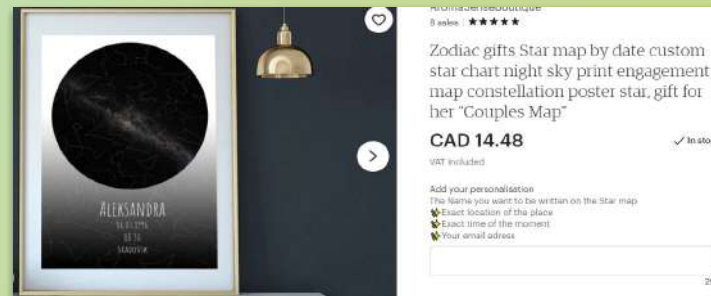 AromaSenseBoutique
8 sales | ★★★★★
Zodiac gifts Star map by date custom
star chart night sky print engagement
map constellation poster star, gift for
her "Couples Map"
CAD 14.48
✓ In sto
VAT Included
Add your personalisation
The Name you want to be written on the Star map
Exact location of the place
Exact time of the moment
Your email adress
ALEKSANDRA